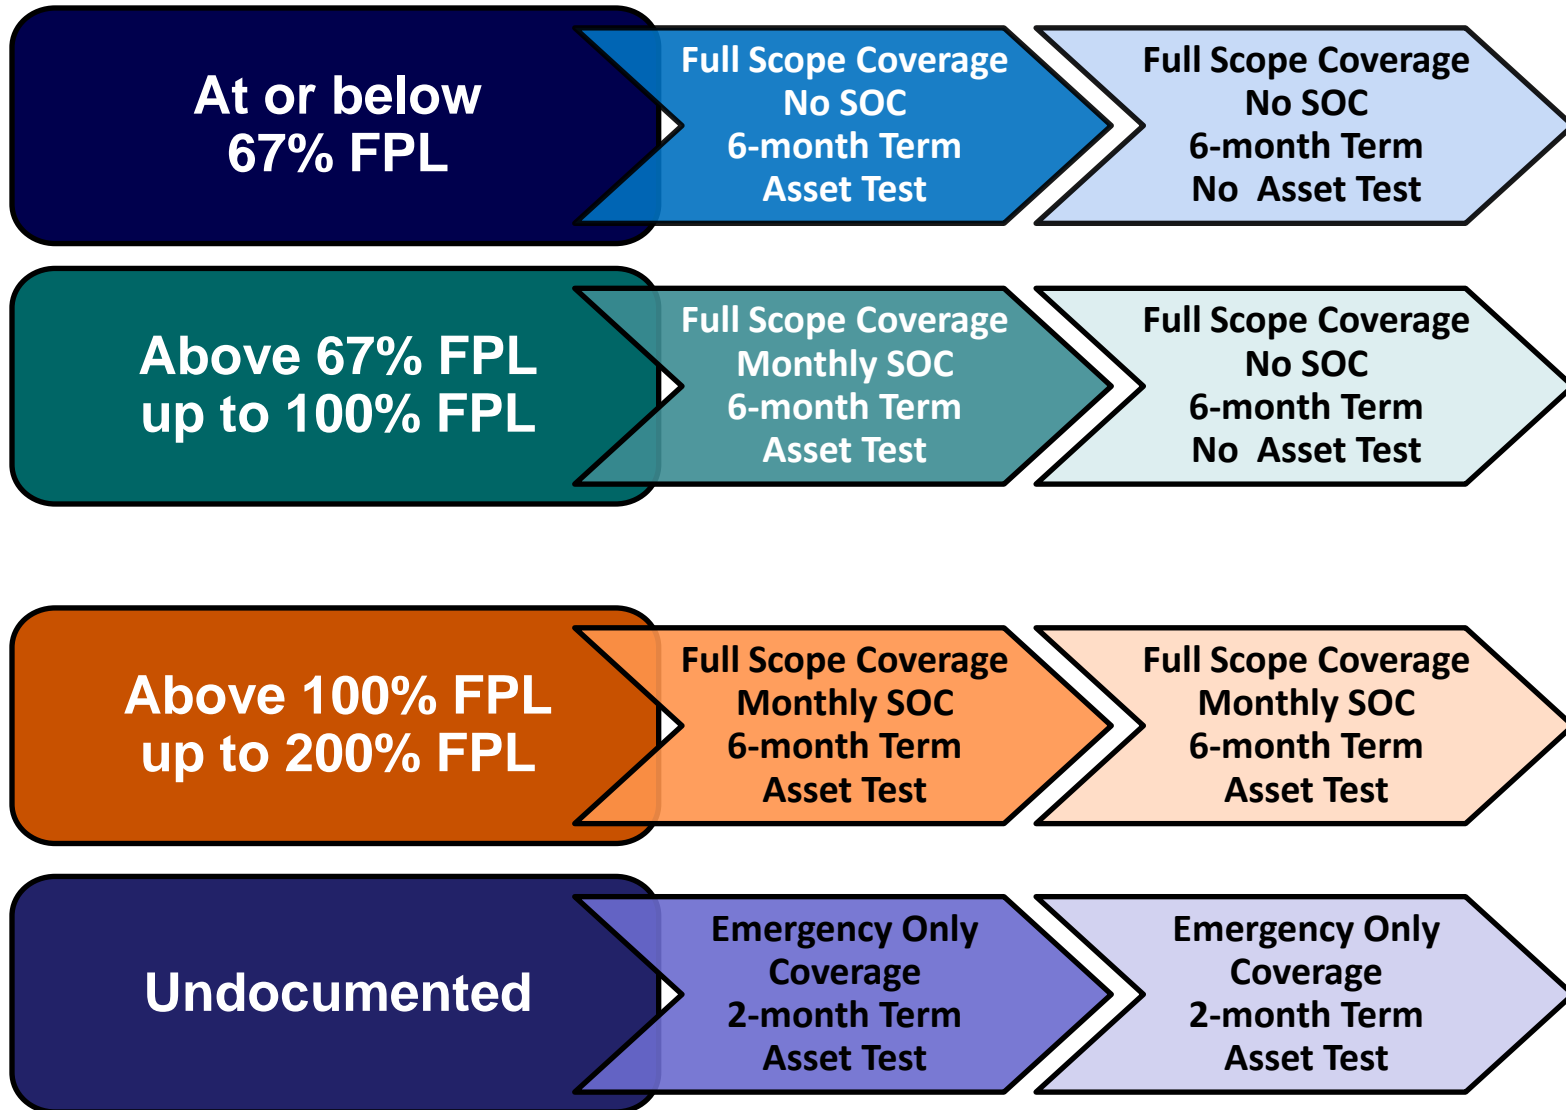 At or below
67% FPL
Full Scope Coverage
No SOC
6-month Term
Asset Test
Full Scope Coverage
No SOC
6-month Term
No  Asset Test
Above 67% FPL
up to 100% FPL
Full Scope Coverage
Monthly SOC
6-month Term
Asset Test
Full Scope Coverage
No SOC
6-month Term
No  Asset Test
Above 100% FPL
up to 200% FPL
Full Scope Coverage
Monthly SOC
6-month Term
Asset Test
Full Scope Coverage
Monthly SOC
6-month Term
Asset Test
Undocumented
Emergency Only
Coverage
2-month Term
Asset Test
Emergency Only
Coverage
2-month Term
Asset Test